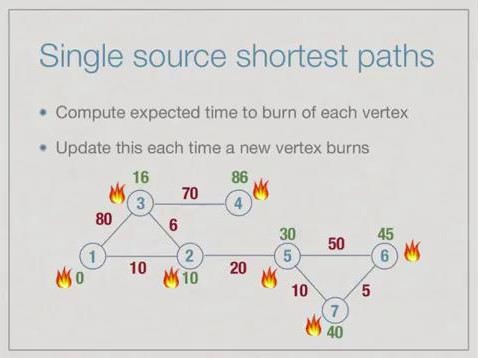 Single source shortest paths
Compute expected time to burn of each vertex
Update this each time a new vertex burns
16 86
3 70 4
80 6 30 45
1 2 5 50 6
0 10 10 20
10 5
7
40